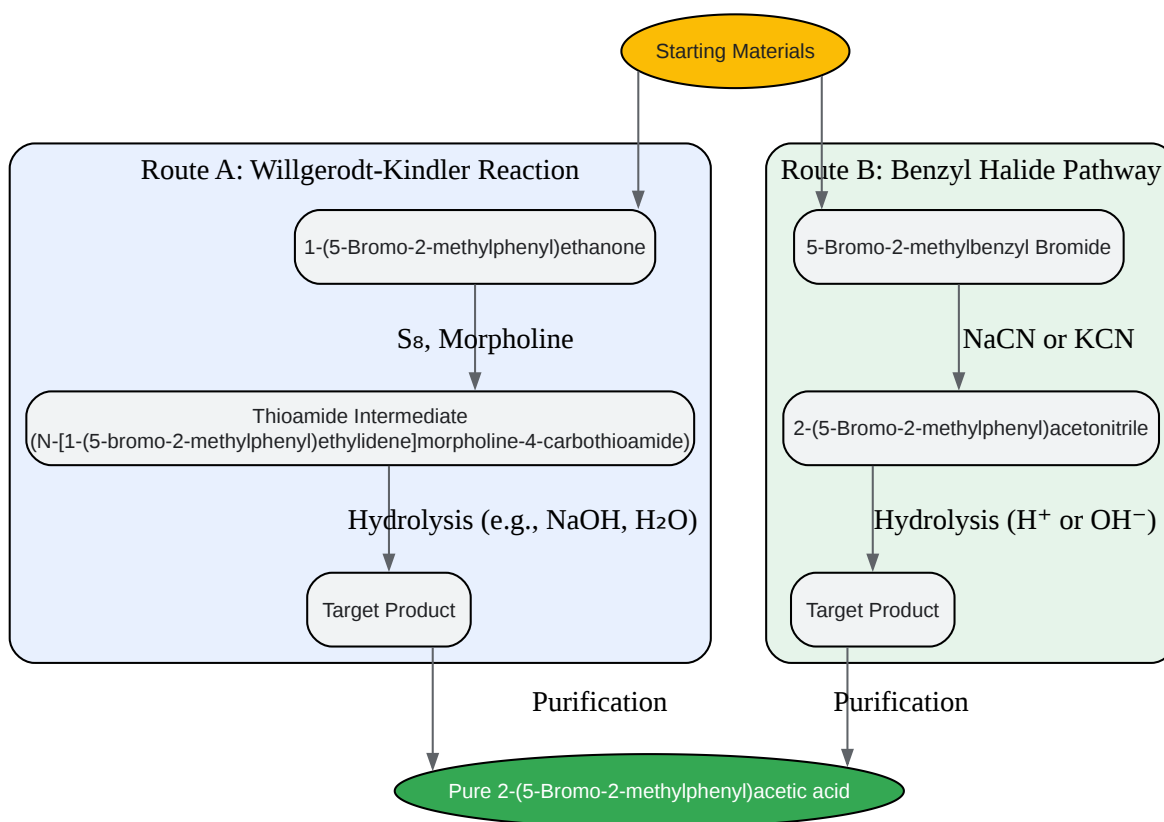 Starting Materials
Route A: Willgerodt-Kindler Reaction
1-(5-Bromo-2-methylphenyl)ethanone
S₈, Morpholine
Thioamide Intermediate
(N-[1-(5-bromo-2-methylphenyl)ethylidene]morpholine-4-carbothioamide)
Hydrolysis (e.g., NaOH, H₂O)
Target Product
Purification
Route B: Benzyl Halide Pathway
5-Bromo-2-methylbenzyl Bromide
NaCN or KCN
2-(5-Bromo-2-methylphenyl)acetonitrile
Hydrolysis (H⁺ or OH⁻)
Target Product
Purification
Pure 2-(5-Bromo-2-methylphenyl)acetic acid